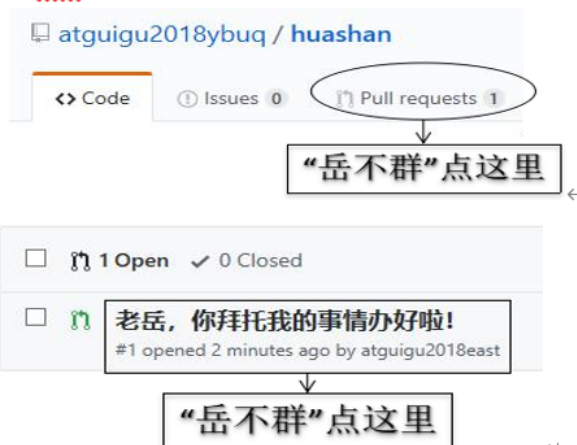 atguigu2018ybuq / huashan
Code Issues 0 Pull requests 1
“岳不群”点这里
1 Open 0 Closed
老岳，你拜托我的事情办好啦！
#1 opened 2 minutes ago by atguigu2018east
“岳不群”点这里